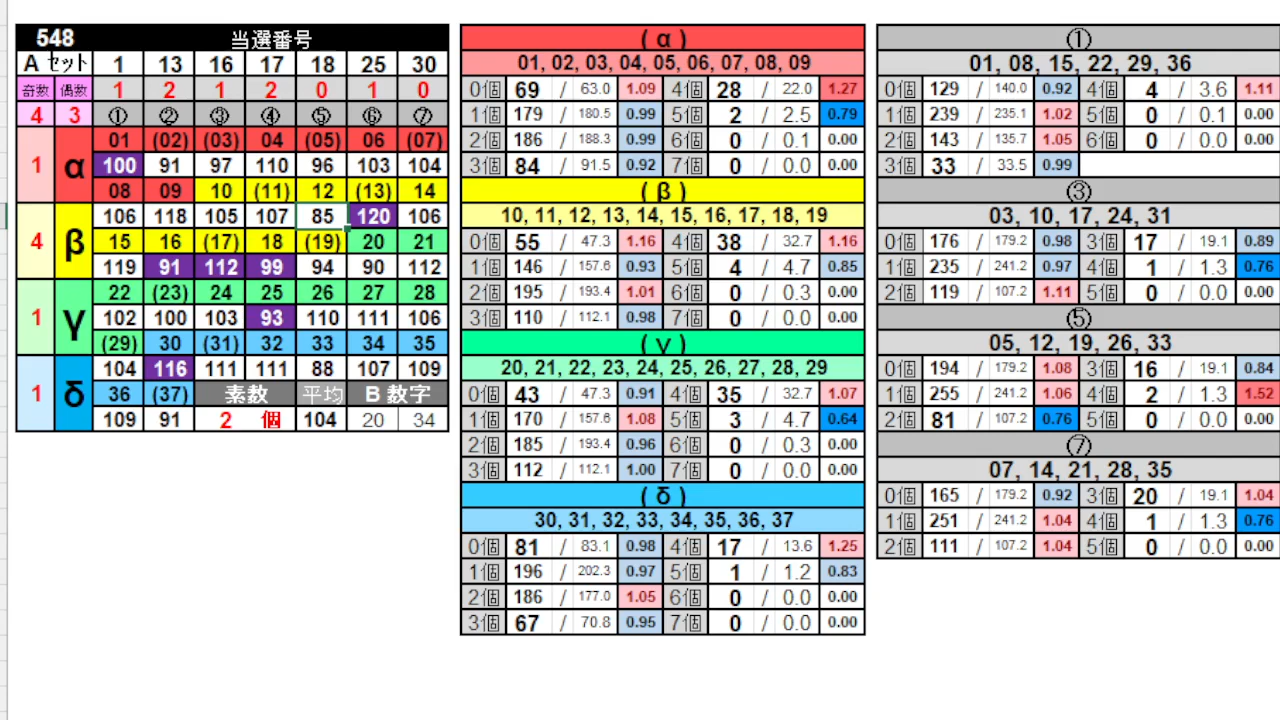 548 当選番号
A セット 1 13 16 17 18 25 30
奇数 偶数 1 2 1 2 0 1 0
4 3 ① ② ③ ④ ⑤ ⑥ ⑦
01 (02) (03) 04 (05) 06 (07)
1 α 100 91 97 110 96 103 104
08 09 10 (11) 12 (13) 14
106 118 105 107 85 120 106
4 β 15 16 (17) 18 (19) 20 21
119 91 112 99 94 90 112
22 (23) 24 25 26 27 28
1 γ 102 100 103 93 110 111 106
(29) 30 (31) 32 33 34 35
104 116 111 111 88 107 109
1 δ 36 (37) 素数 平均 B 数字
109 91 2 個 104 20 34
( α )
01, 02, 03, 04, 05, 06, 07, 08, 09
0個 69 / 63.0 1.09 4個 28 / 22.0 1.27
1個 179 / 180.5 0.99 5個 2 / 2.5 0.79
2個 186 / 188.3 0.99 6個 0 / 0.1 0.00
3個 84 / 91.5 0.92 7個 0 / 0.0 0.00
( β )
10, 11, 12, 13, 14, 15, 16, 17, 18, 19
0個 55 / 47.3 1.16 4個 38 / 32.7 1.16
1個 146 / 157.6 0.93 5個 4 / 4.7 0.85
2個 195 / 193.4 1.01 6個 0 / 0.3 0.00
3個 110 / 112.1 0.98 7個 0 / 0.0 0.00
( γ )
20, 21, 22, 23, 24, 25, 26, 27, 28, 29
0個 43 / 47.3 0.91 4個 35 / 32.7 1.07
1個 170 / 157.6 1.08 5個 3 / 4.7 0.64
2個 185 / 193.4 0.96 6個 0 / 0.3 0.00
3個 112 / 112.1 1.00 7個 0 / 0.0 0.00
( δ )
30, 31, 32, 33, 34, 35, 36, 37
0個 81 / 83.1 0.98 4個 17 / 13.6 1.25
1個 196 / 202.3 0.97 5個 1 / 1.2 0.83
2個 186 / 177.0 1.05 6個 0 / 0.0 0.00
3個 67 / 70.8 0.95 7個 0 / 0.0 0.00
①
01, 08, 15, 22, 29, 36
0個 129 / 140.0 0.92 4個 4 / 3.6 1.11
1個 239 / 235.1 1.02 5個 0 / 0.1 0.00
2個 143 / 135.7 1.05 6個 0 / 0.0 0.00
3個 33 / 33.5 0.99
③
03, 10, 17, 24, 31
0個 176 / 179.2 0.98 3個 17 / 19.1 0.89
1個 235 / 241.2 0.97 4個 1 / 1.3 0.76
2個 119 / 107.2 1.11 5個 0 / 0.0 0.00
⑤
05, 12, 19, 26, 33
0個 194 / 179.2 1.08 3個 16 / 19.1 0.84
1個 255 / 241.2 1.06 4個 2 / 1.3 1.52
2個 81 / 107.2 0.76 5個 0 / 0.0 0.00
⑦
07, 14, 21, 28, 35
0個 165 / 179.2 0.92 3個 20 / 19.1 1.04
1個 251 / 241.2 1.04 4個 1 / 1.3 0.76
2個 111 / 107.2 1.04 5個 0 / 0.0 0.00